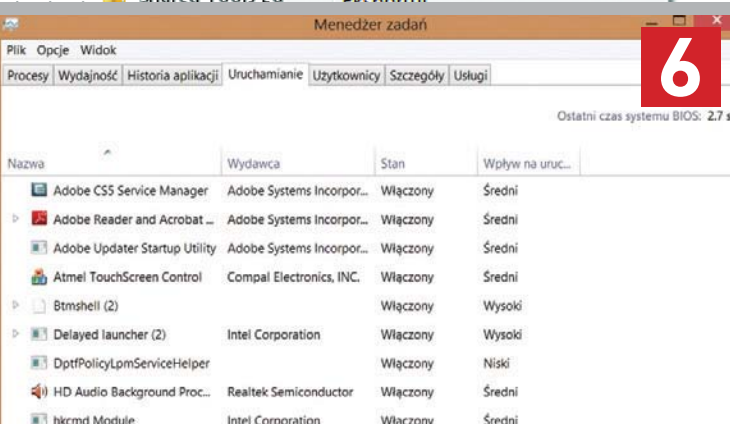 Menedżer zadań
6
Plik Opcje Widok
Procesy Wydajność Historia aplikacji Uruchamianie Użytkownicy Szczegóły Usługi
Ostatni czas systemu BIOS: 2.7 s
Nazwa Wydawca Stan Wpływ na uruc...
Adobe CS5 Service Manager Adobe Systems Incorpor... Włączony Średni
Adobe Reader and Acrobat ... Adobe Systems Incorpor... Włączony Średni
Adobe Updater Startup Utility Adobe Systems Incorpor... Włączony Średni
Atmel TouchScreen Control Compal Electronics, INC. Włączony Średni
Btmshell (2) Włączony Wysoki
Delayed launcher (2) Intel Corporation Włączony Wysoki
DptfPolicyLpmServiceHelper Włączony Niski
HD Audio Background Proc... Realtek Semiconductor Włączony Średni
hkcmd Module Intel Corporation Włączony Średni